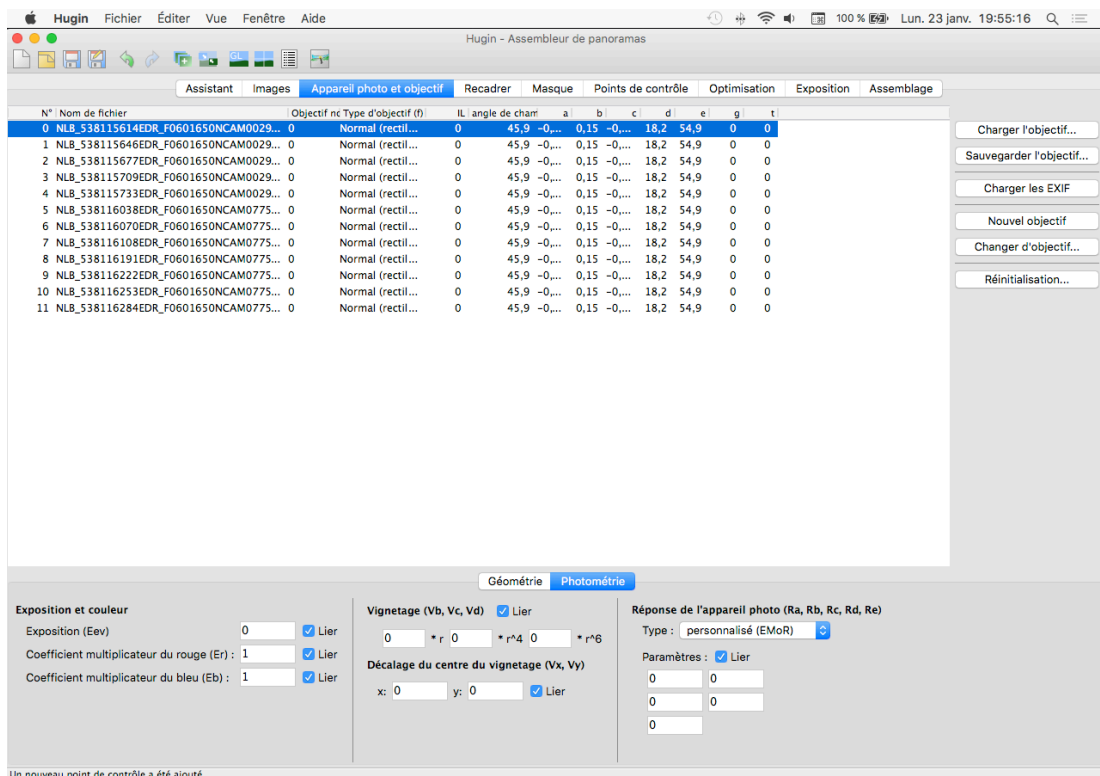 Hugin Fichier Éditer Vue Fenêtre Aide 100 % Lun. 23 janv. 19:55:16
Hugin - Assembleur de panoramas
GL
Assistant Images Appareil photo et objectif Recadrer Masque Points de contrôle Optimisation Exposition Assemblage
N° Nom de fichier Objectif no Type d'objectif (f) IL angle de cham a b c d e g t
0 NLB_538115614EDR_F0601650NCAM0029... 0 Normal (rectil... 0 45,9 -0,... 0,15 -0,... 18,2 54,9 0 0
1 NLB_538115646EDR_F0601650NCAM0029... 0 Normal (rectil... 0 45,9 -0,... 0,15 -0,... 18,2 54,9 0 0
2 NLB_538115677EDR_F0601650NCAM0029... 0 Normal (rectil... 0 45,9 -0,... 0,15 -0,... 18,2 54,9 0 0
3 NLB_538115709EDR_F0601650NCAM0029... 0 Normal (rectil... 0 45,9 -0,... 0,15 -0,... 18,2 54,9 0 0
4 NLB_538115733EDR_F0601650NCAM0029... 0 Normal (rectil... 0 45,9 -0,... 0,15 -0,... 18,2 54,9 0 0
5 NLB_538116038EDR_F0601650NCAM0775... 0 Normal (rectil... 0 45,9 -0,... 0,15 -0,... 18,2 54,9 0 0
6 NLB_538116070EDR_F0601650NCAM0775... 0 Normal (rectil... 0 45,9 -0,... 0,15 -0,... 18,2 54,9 0 0
7 NLB_538116108EDR_F0601650NCAM0775... 0 Normal (rectil... 0 45,9 -0,... 0,15 -0,... 18,2 54,9 0 0
8 NLB_538116191EDR_F0601650NCAM0775... 0 Normal (rectil... 0 45,9 -0,... 0,15 -0,... 18,2 54,9 0 0
9 NLB_538116222EDR_F0601650NCAM0775... 0 Normal (rectil... 0 45,9 -0,... 0,15 -0,... 18,2 54,9 0 0
10 NLB_538116253EDR_F0601650NCAM0775... 0 Normal (rectil... 0 45,9 -0,... 0,15 -0,... 18,2 54,9 0 0
11 NLB_538116284EDR_F0601650NCAM0775... 0 Normal (rectil... 0 45,9 -0,... 0,15 -0,... 18,2 54,9 0 0
Charger l'objectif...
Sauvegarder l'objectif...
Charger les EXIF
Nouvel objectif
Changer d'objectif...
Réinitialisation...
Géométrie Photométrie
Exposition et couleur
Exposition (Eev) 0 Lier
Coefficient multiplicateur du rouge (Er) : 1 Lier
Coefficient multiplicateur du bleu (Eb) : 1 Lier
Vignetage (Vb, Vc, Vd) Lier
0 * r 0 * r^4 0 * r^6
Décalage du centre du vignetage (Vx, Vy)
x: 0 y: 0 Lier
Réponse de l'appareil photo (Ra, Rb, Rc, Rd, Re)
Type : personnalisé (EMoR)
Paramètres : Lier
0 0
0 0
0
Un nouveau point de contrôle a été ajouté